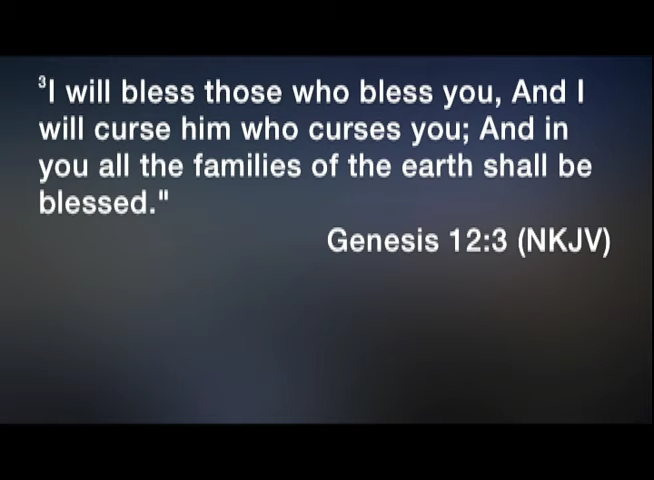 ³I will bless those who bless you, And I
will curse him who curses you; And in
you all the families of the earth shall be
blessed."
Genesis 12:3 (NKJV)